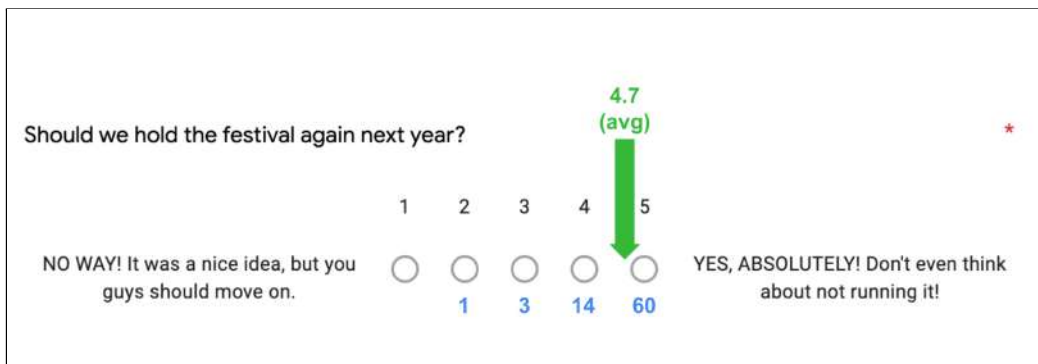 4.7
(avg)
Should we hold the festival again next year?
*
1 2 3 4 5
NO WAY! It was a nice idea, but you
guys should move on.
YES, ABSOLUTELY! Don't even think
about not running it!
1 3 14 60